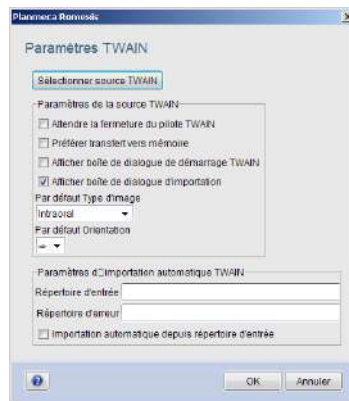 Planmeca Romexis
Paramètres TWAIN
Sélectionner source TWAIN
Paramètres de la source TWAIN
Attendre la fermeture du pilote TWAIN
Préférer transfert vers mémoire
Afficher boîte de dialogue de démarrage TWAIN
Afficher boîte de dialogue d'importation
Par défaut Type d'image
Intraoral
Par défaut Orientation
Paramètres d□importation automatique TWAIN
Répertoire d'entrée
Répertoire d'erreur
Importation automatique depuis répertoire d'entrée
OK Annuler